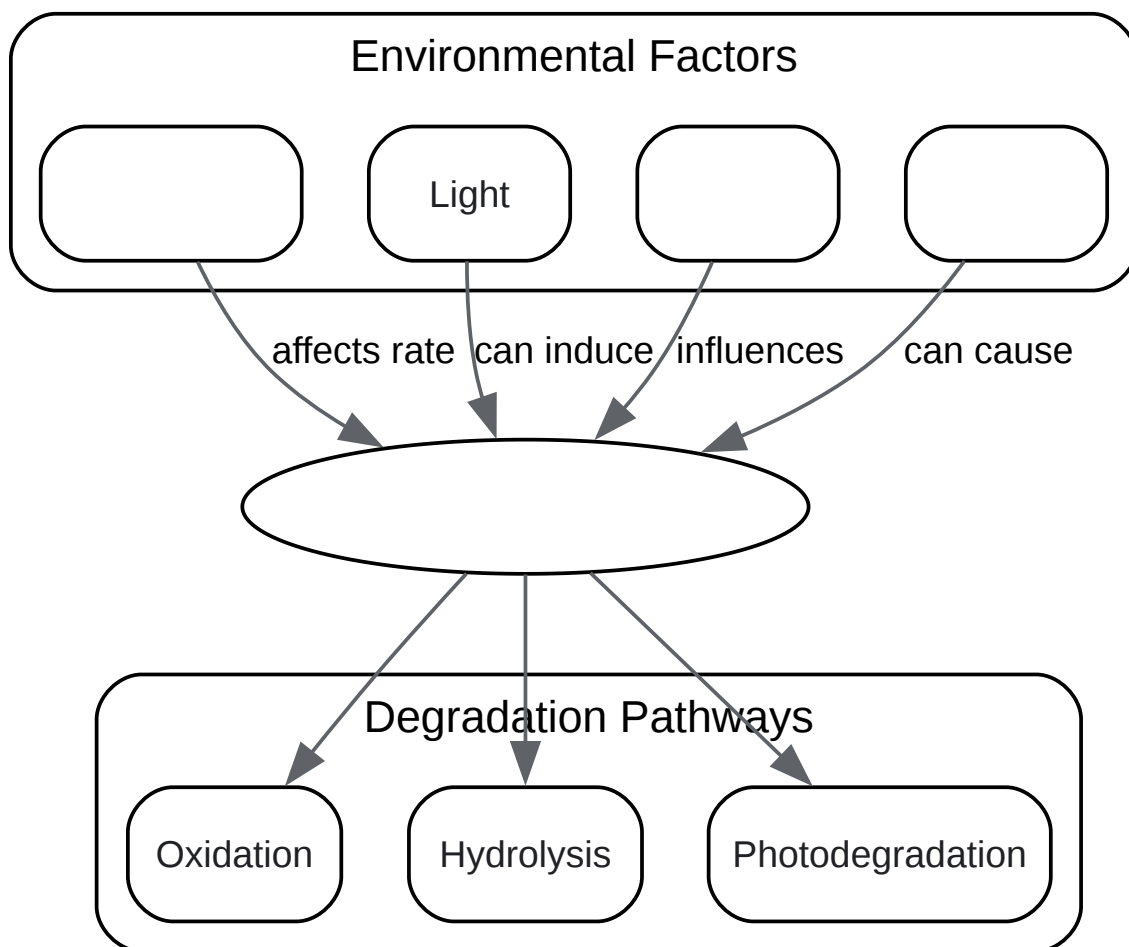 Environmental Factors
Light
affects rate
can induce
influences
can cause
Degradation Pathways
Oxidation
Hydrolysis
Photodegradation